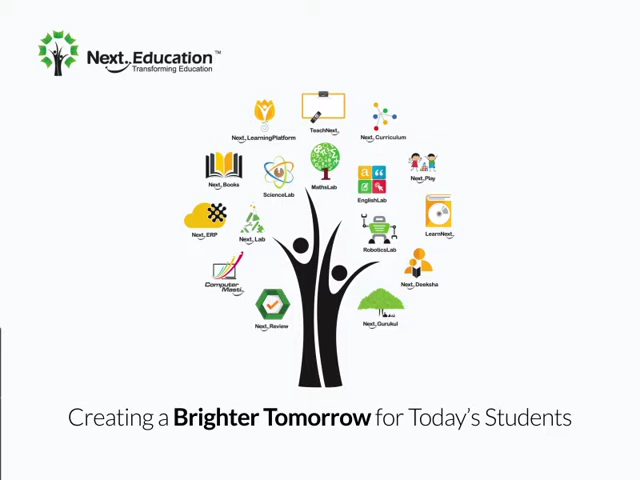 Next Education™
Transforming Education
Next LearningPlatform
TeachNext
Next Curriculum
Next Books
ScienceLab
MathsLab
EnglishLab
Next Play
Next ERP
Next Lab
RoboticsLab
LearnNext
Computer
Masti
Next Deeksha
Next Review
Next Gurukul
Creating a Brighter Tomorrow for Today's Students